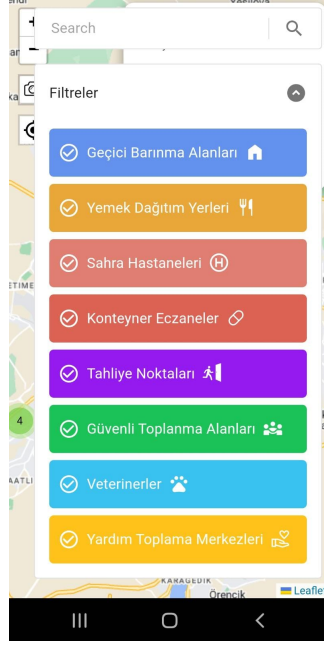 Search
Filtreler
Geçici Barınma Alanları
Yemek Dağıtım Yerleri
Sahra Hastaneleri H
Konteyner Eczaneler
Tahliye Noktaları
4
Güvenli Toplanma Alanları
Veterinerler
Yardım Toplama Merkezleri
KARAGEDİK
Örencik
Leafle